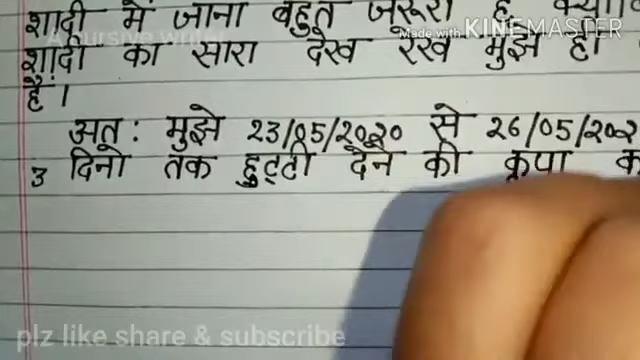 शादी में जाना बहुत जरूरी है क्योंकि
शादी का सारा देख रेख मुझे ही
है।
अत: मुझे 23/05/2020 से 26/05/202
3 दिनो तक छुट्टी देने की कृपा क
Made with KINEMASTER
plz like share & subscribe